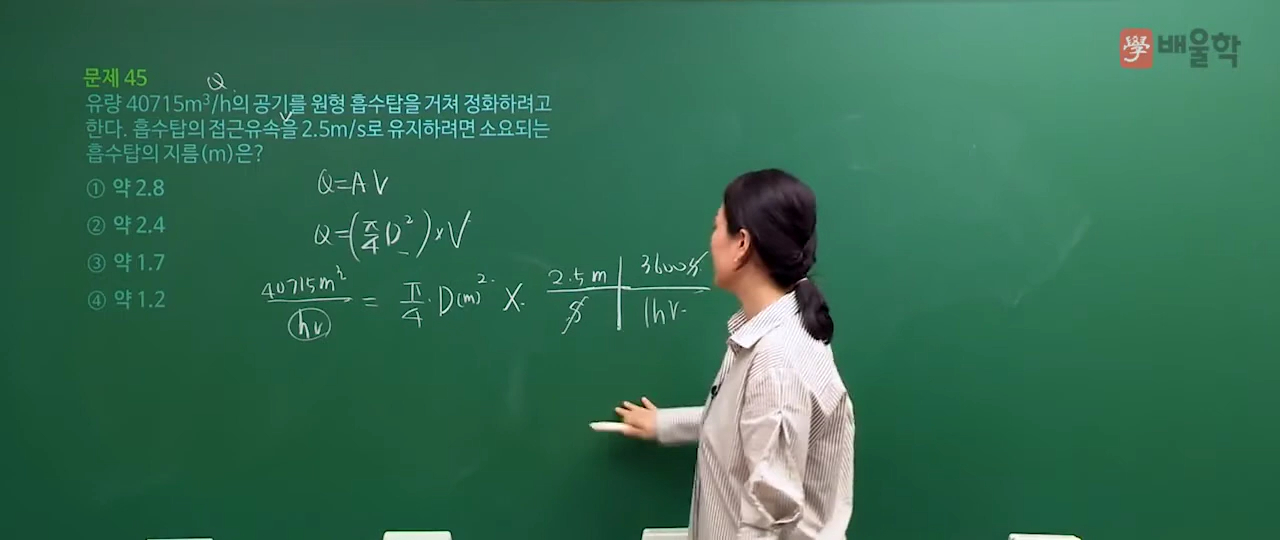 學 배울학
문제 45
Q
유량 40715m³/h의 공기를 원형 흡수탑을 거쳐 정화하려고
한다. 흡수탑의 접근유속을 2.5m/s로 유지하려면 소요되는
V
흡수탑의 지름(m)은?
① 약 2.8
② 약 2.4
③ 약 1.7
④ 약 1.2
Q=AV
Q=(π/4 D²)×V
40715m³/hr = π/4 · D(m)² × 2.5m/s | 3600s/1hr